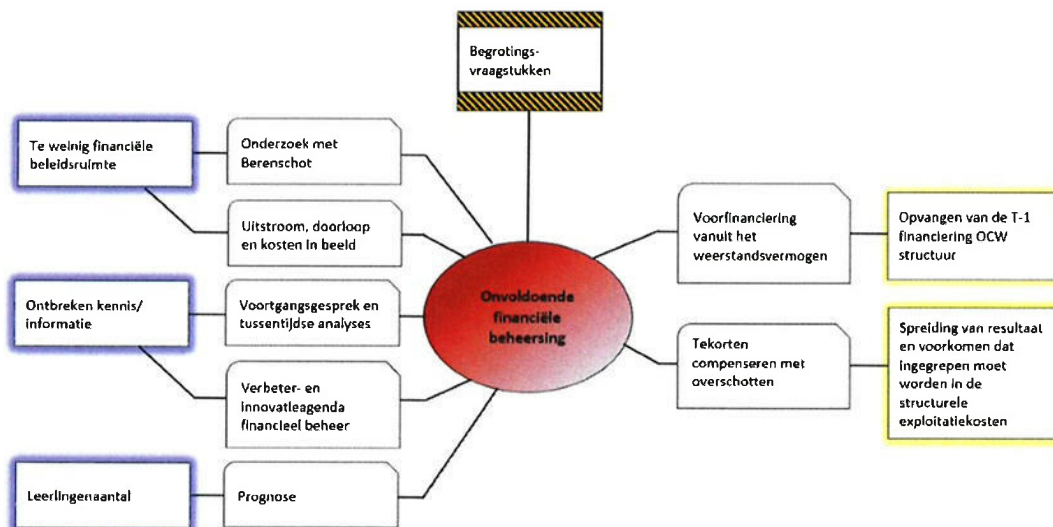 Begrotings-
vraagstukken
Te weinig financiële
beleidsruimte
Onderzoek met
Berenschot
Uitstroom, doorloop
en kosten in beeld
Ontbreken kennis/
informatie
Voortgangsgesprek en
tussentijdse analyses
Verbeter- en
innovatieagenda
financieel beheer
Leerlingenaantal
Prognose
Onvoldoende
financiële
beheersing
Voorfinanciering
vanuit het
weerstandsvermogen
Opvangen van de T-1
financiering OCW
structuur
Tekorten
compenseren met
overschotten
Spreiding van resultaat
en voorkomen dat
ingegrepen moet
worden in de
structurele
exploitatiekosten